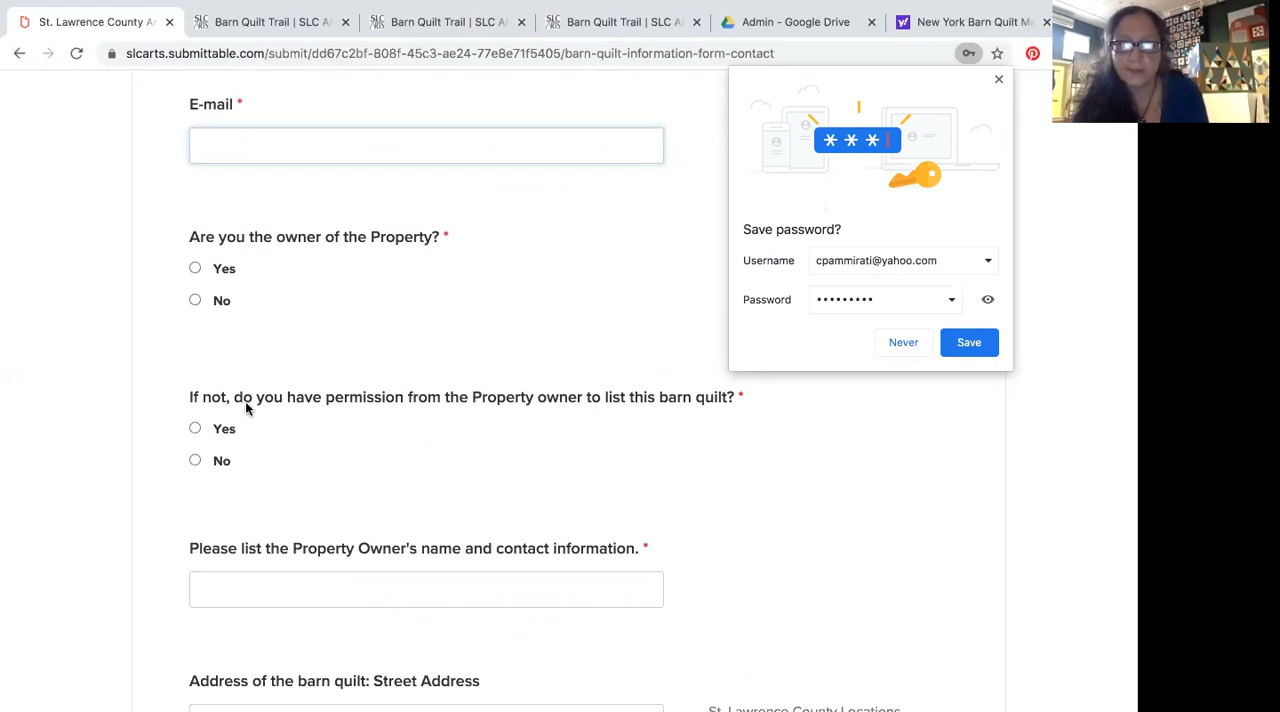 St. Lawrence County Ar
Barn Quilt Trail | SLC A
Barn Quilt Trail | SLC A
Barn Quilt Trail | SLC A
Admin - Google Drive
New York Barn Quilt M
slcarts.submittable.com/submit/dd67c2bf-808f-45c3-ae24-77e8e71f5405/barn-quilt-information-form-contact
E-mail *
Save password?
Username cpammirati@yahoo.com
Password •••••••••
Never Save
Are you the owner of the Property? *
Yes
No
If not, do you have permission from the Property owner to list this barn quilt? *
Yes
No
Please list the Property Owner's name and contact information. *
Address of the barn quilt: Street Address
St. Lawrence County Locations